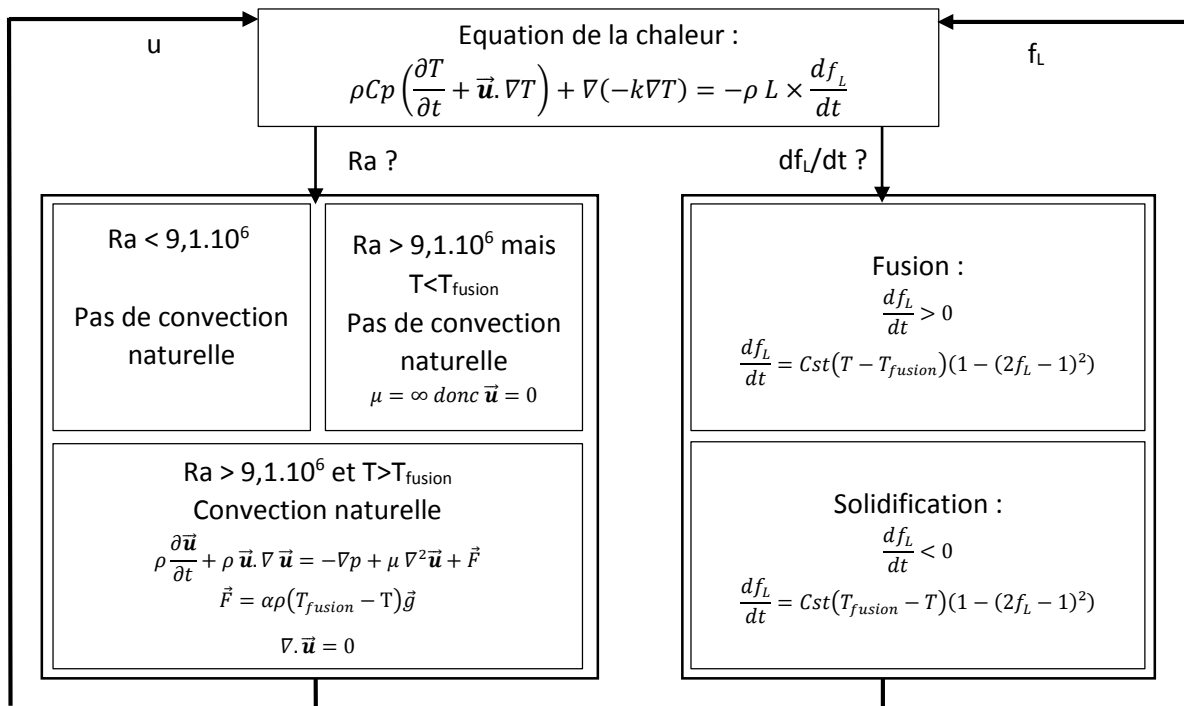 u
Equation de la chaleur :
ρCp (∂T/∂t + u⃗. ∇T) + ∇(−k∇T) = −ρ L × df_L/dt
f_L
Ra ?
df_L/dt ?
Ra < 9,1.10⁶
Pas de convection
naturelle
Ra > 9,1.10⁶ mais
T<T_fusion
Pas de convection
naturelle
μ = ∞ donc u⃗ = 0
Ra > 9,1.10⁶ et T>T_fusion
Convection naturelle
ρ ∂u⃗/∂t + ρ u⃗. ∇ u⃗ = −∇p + μ ∇²u⃗ + F⃗
F⃗ = αρ(T_fusion − T)g⃗
∇. u⃗ = 0
Fusion :
df_L/dt > 0
df_L/dt = Cst(T − T_fusion)(1 − (2f_L − 1)²)
Solidification :
df_L/dt < 0
df_L/dt = Cst(T_fusion − T)(1 − (2f_L − 1)²)